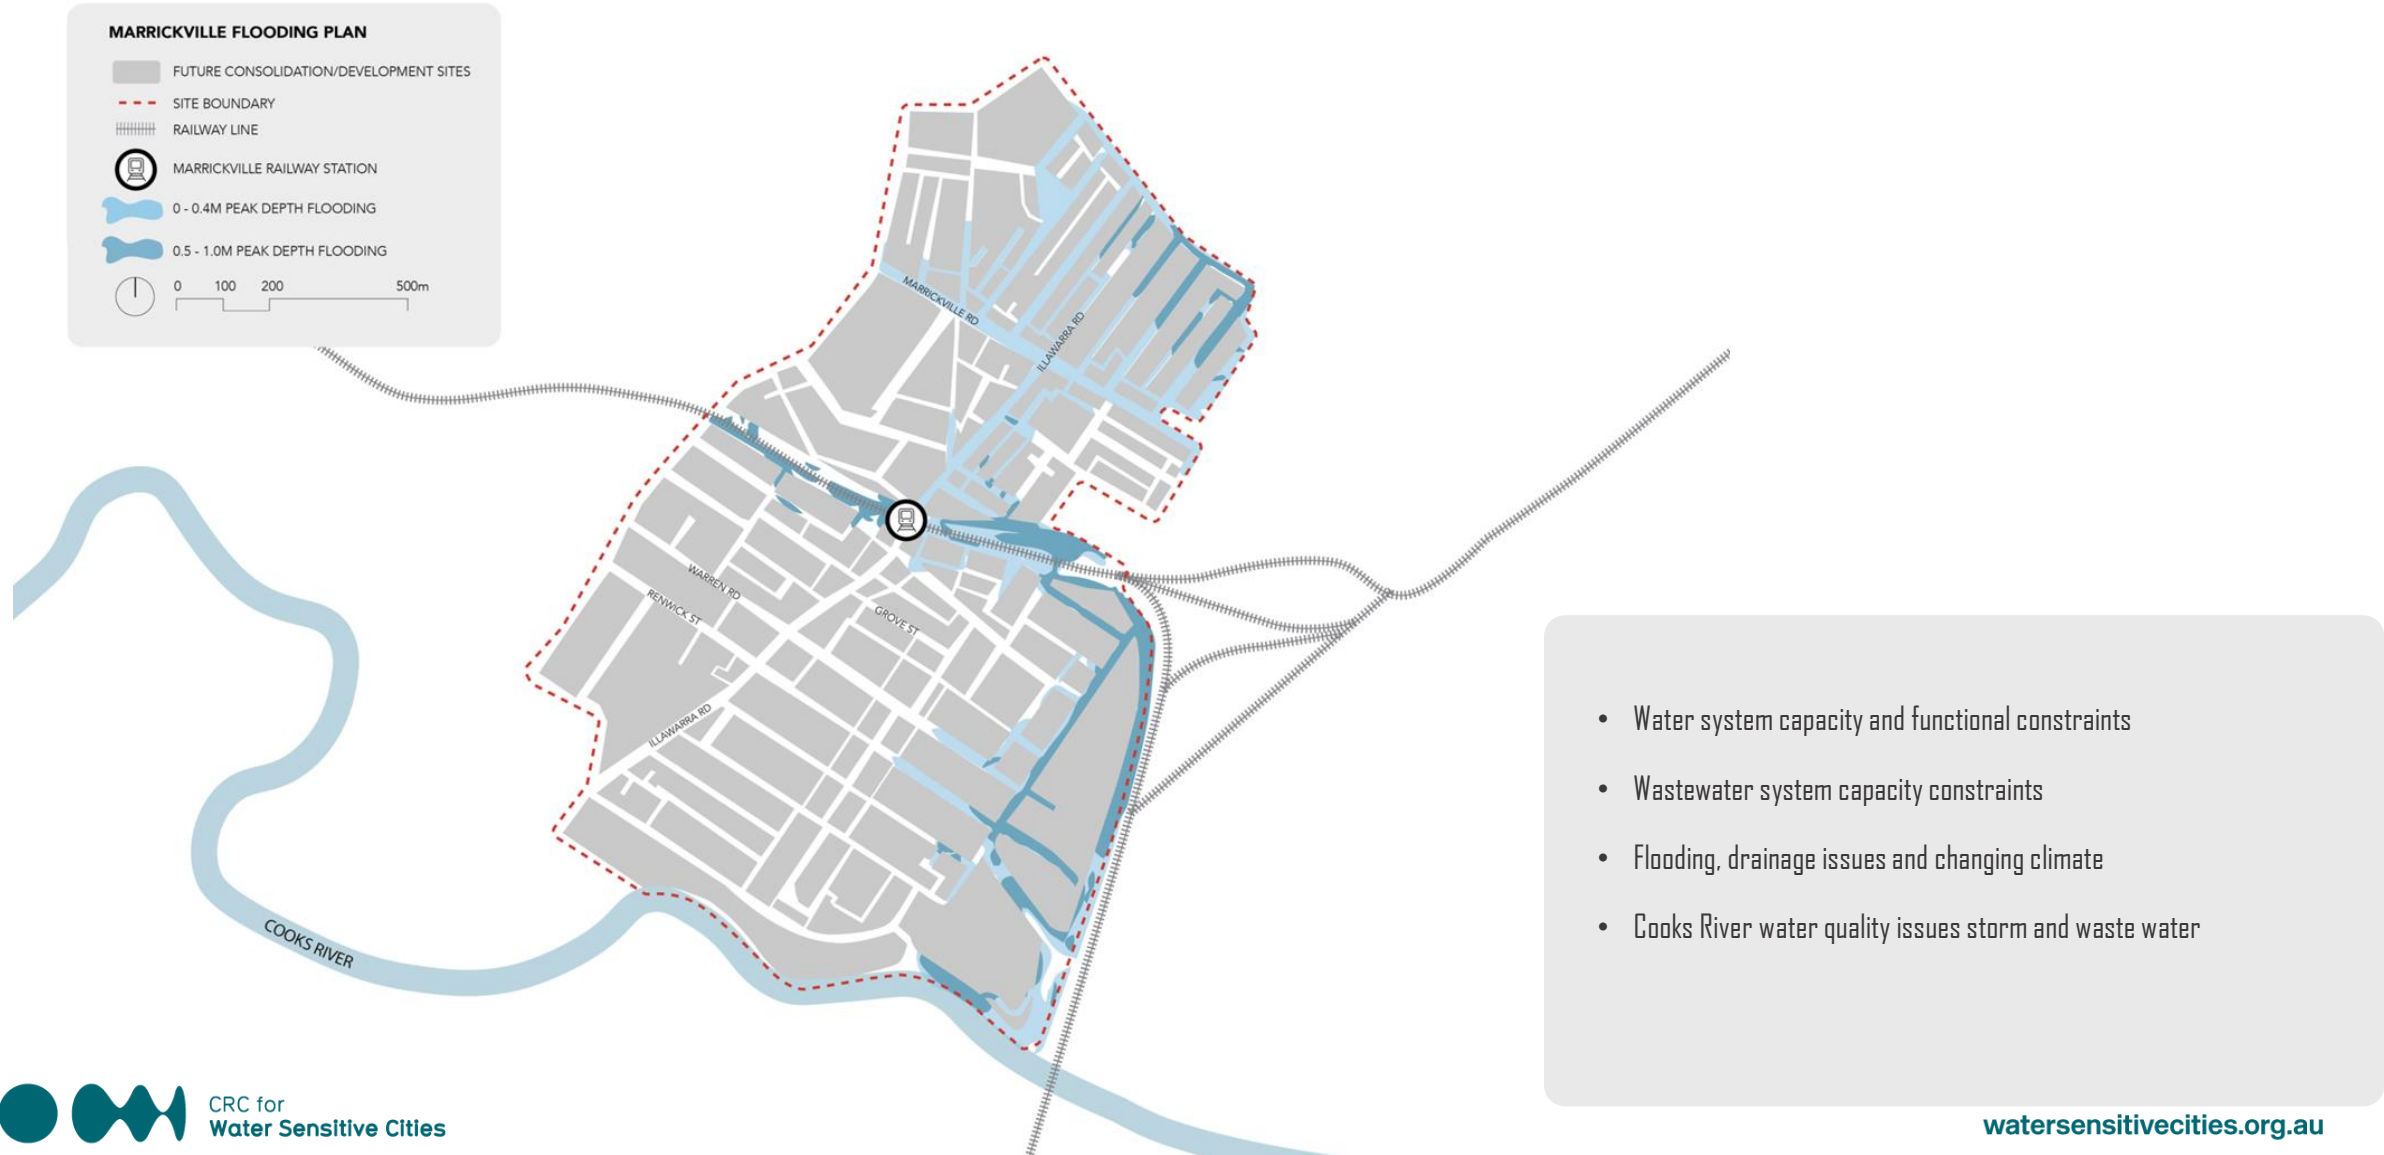 MARRICKVILLE FLOODING PLAN
FUTURE CONSOLIDATION/DEVELOPMENT SITES
SITE BOUNDARY
RAILWAY LINE
MARRICKVILLE RAILWAY STATION
0 - 0.4M PEAK DEPTH FLOODING
0.5 - 1.0M PEAK DEPTH FLOODING
0 100 200 500m
MARRICKVILLE RD
ILLAWARRA RD
WARREN RD
RENWICK ST
GROVE ST
ILLAWARRA RD
COOKS RIVER
• Water system capacity and functional constraints
• Wastewater system capacity constraints
• Flooding, drainage issues and changing climate
• Cooks River water quality issues storm and waste water
CRC for
Water Sensitive Cities
watersensitivecities.org.au